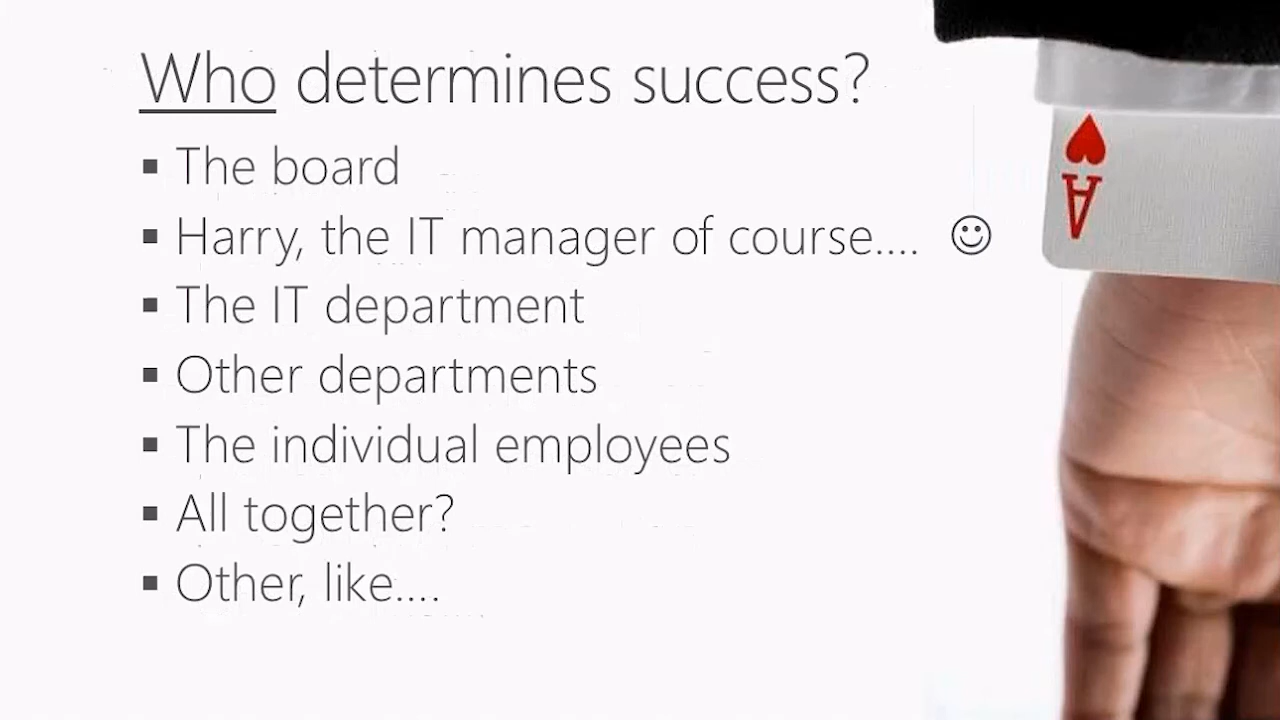 Who determines success?
▪ The board
▪ Harry, the IT manager of course.... ☺
▪ The IT department
▪ Other departments
▪ The individual employees
▪ All together?
▪ Other, like....
A